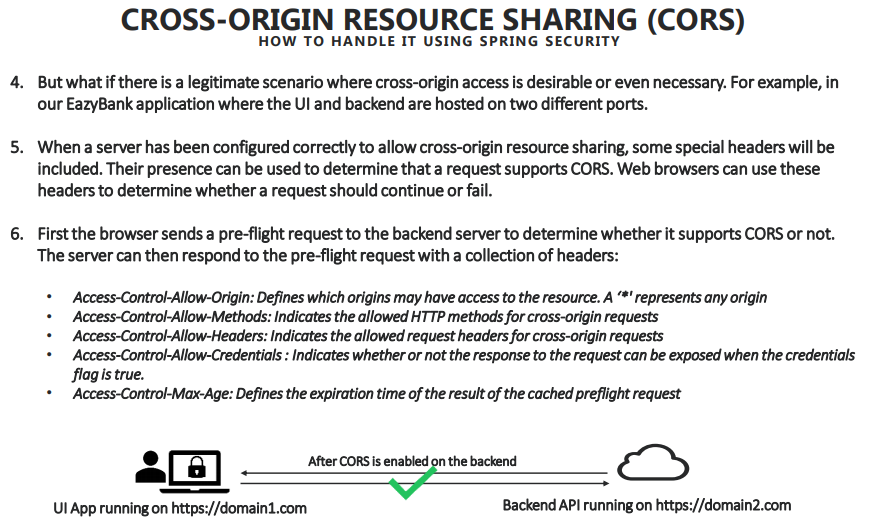 CROSS-ORIGIN RESOURCE SHARING (CORS)
HOW TO HANDLE IT USING SPRING SECURITY
4. But what if there is a legitimate scenario where cross-origin access is desirable or even necessary. For example, in
our EazyBank application where the UI and backend are hosted on two different ports.
5. When a server has been configured correctly to allow cross-origin resource sharing, some special headers will be
included. Their presence can be used to determine that a request supports CORS. Web browsers can use these
headers to determine whether a request should continue or fail.
6. First the browser sends a pre-flight request to the backend server to determine whether it supports CORS or not.
The server can then respond to the pre-flight request with a collection of headers:
• Access-Control-Allow-Origin: Defines which origins may have access to the resource. A ‘*' represents any origin
• Access-Control-Allow-Methods: Indicates the allowed HTTP methods for cross-origin requests
• Access-Control-Allow-Headers: Indicates the allowed request headers for cross-origin requests
• Access-Control-Allow-Credentials : Indicates whether or not the response to the request can be exposed when the credentials
flag is true.
• Access-Control-Max-Age: Defines the expiration time of the result of the cached preflight request
After CORS is enabled on the backend
UI App running on https://domain1.com
Backend API running on https://domain2.com